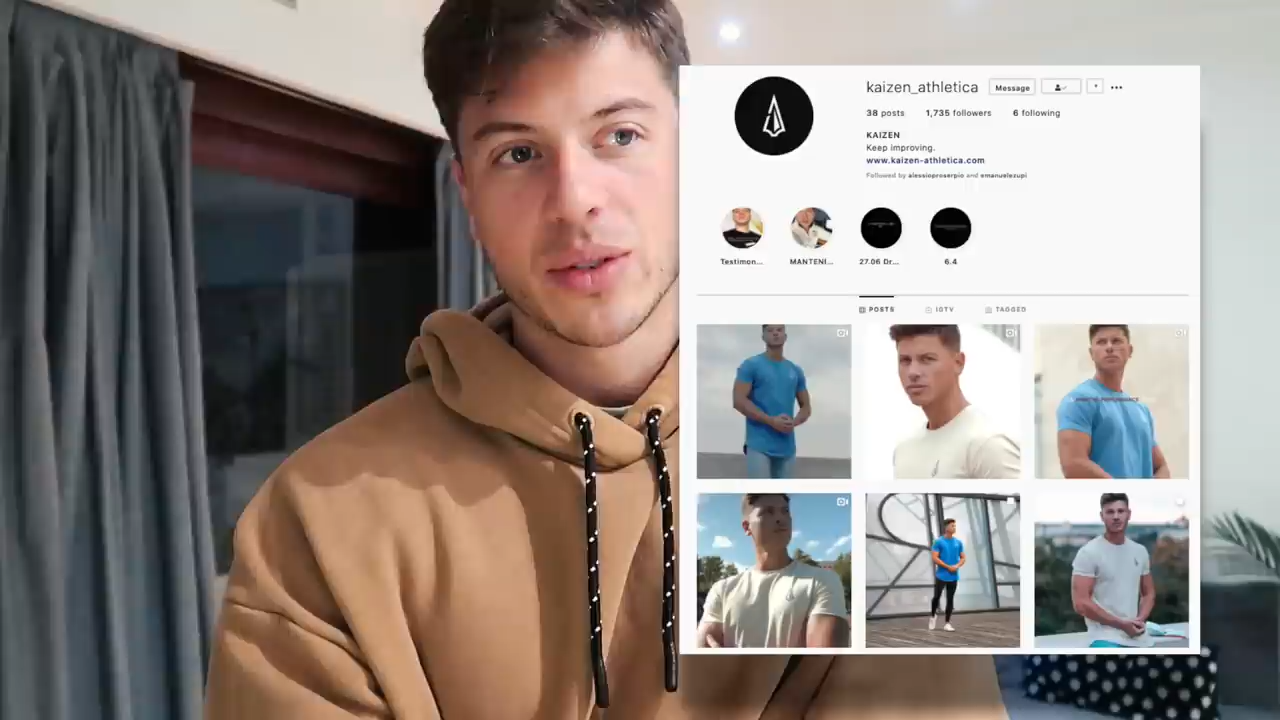 kaizen_athletica Message
38 posts 1,735 followers 6 following
KAIZEN
Keep improving.
www.kaizen-athletica.com
Followed by alessioproserpio and emanuelezupi
Testimon... MANTENI... 27.06 Dr... 6.4
POSTS IGTV TAGGED